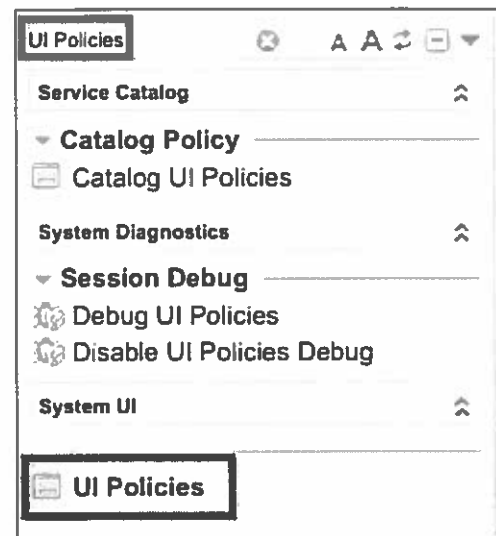 UI Policies
A A
Service Catalog
Catalog Policy
Catalog UI Policies
System Diagnostics
Session Debug
Debug UI Policies
Disable UI Policies Debug
System UI
UI Policies